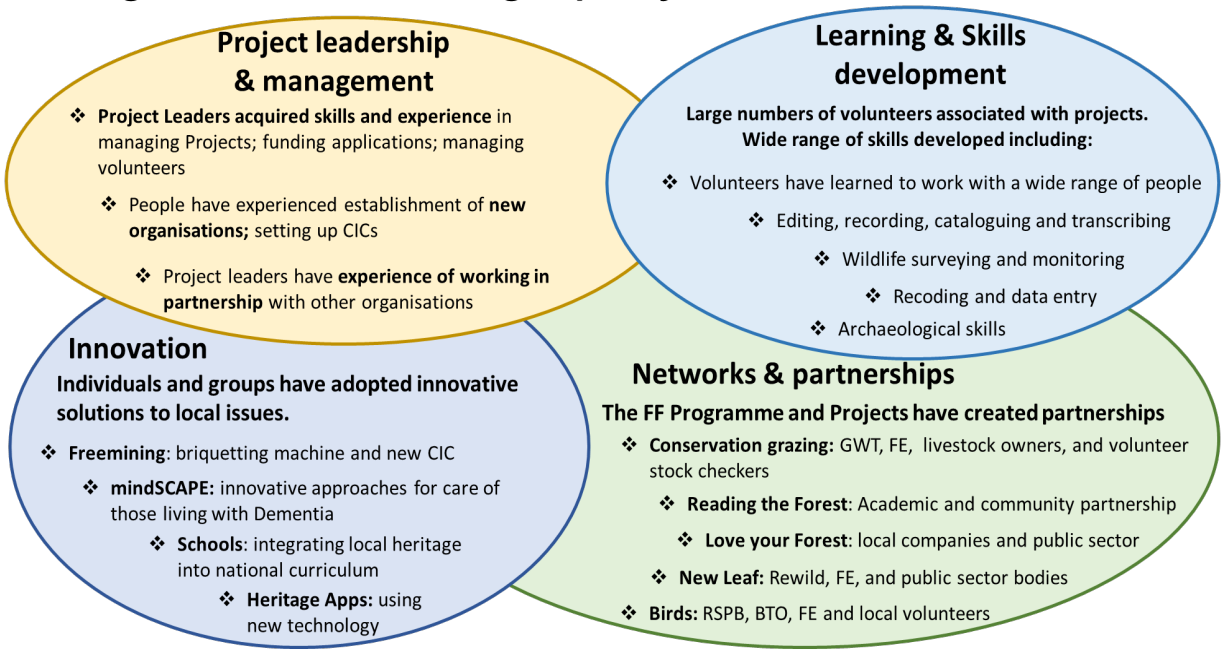 Project leadership
& management
❖ Project Leaders acquired skills and experience in
managing Projects; funding applications; managing
volunteers
❖ People have experienced establishment of new
organisations; setting up CICs
❖ Project leaders have experience of working in
partnership with other organisations
Learning & Skills
development
Large numbers of volunteers associated with projects.
Wide range of skills developed including:
❖ Volunteers have learned to work with a wide range of people
❖ Editing, recording, cataloguing and transcribing
❖ Wildlife surveying and monitoring
❖ Recoding and data entry
❖ Archaeological skills
Innovation
Individuals and groups have adopted innovative
solutions to local issues.
❖ Freemining: briquetting machine and new CIC
❖ mindSCAPE: innovative approaches for care of
those living with Dementia
❖ Schools: integrating local heritage
into national curriculum
❖ Heritage Apps: using
new technology
Networks & partnerships
The FF Programme and Projects have created partnerships
❖ Conservation grazing: GWT, FE, livestock owners, and volunteer
stock checkers
❖ Reading the Forest: Academic and community partnership
❖ Love your Forest: local companies and public sector
❖ New Leaf: Rewild, FE, and public sector bodies
❖ Birds: RSPB, BTO, FE and local volunteers